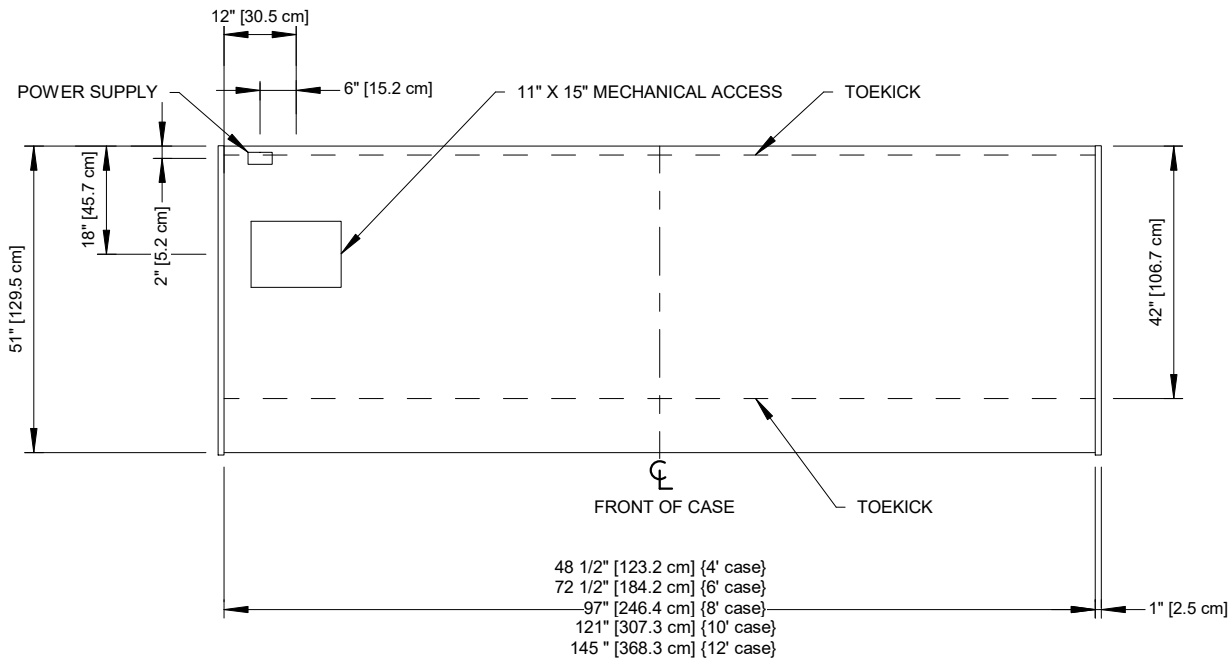 12" [30.5 cm]
6" [15.2 cm]
POWER SUPPLY
11" X 15" MECHANICAL ACCESS
TOEKICK
51" [129.5 cm]
18" [45.7 cm]
2" [5.2 cm]
42" [106.7 cm]
℄
FRONT OF CASE
TOEKICK
48 1/2" [123.2 cm] {4' case}
72 1/2" [184.2 cm] {6' case}
97" [246.4 cm] {8' case}
1" [2.5 cm]
121" [307.3 cm] {10' case}
145 " [368.3 cm] {12' case}